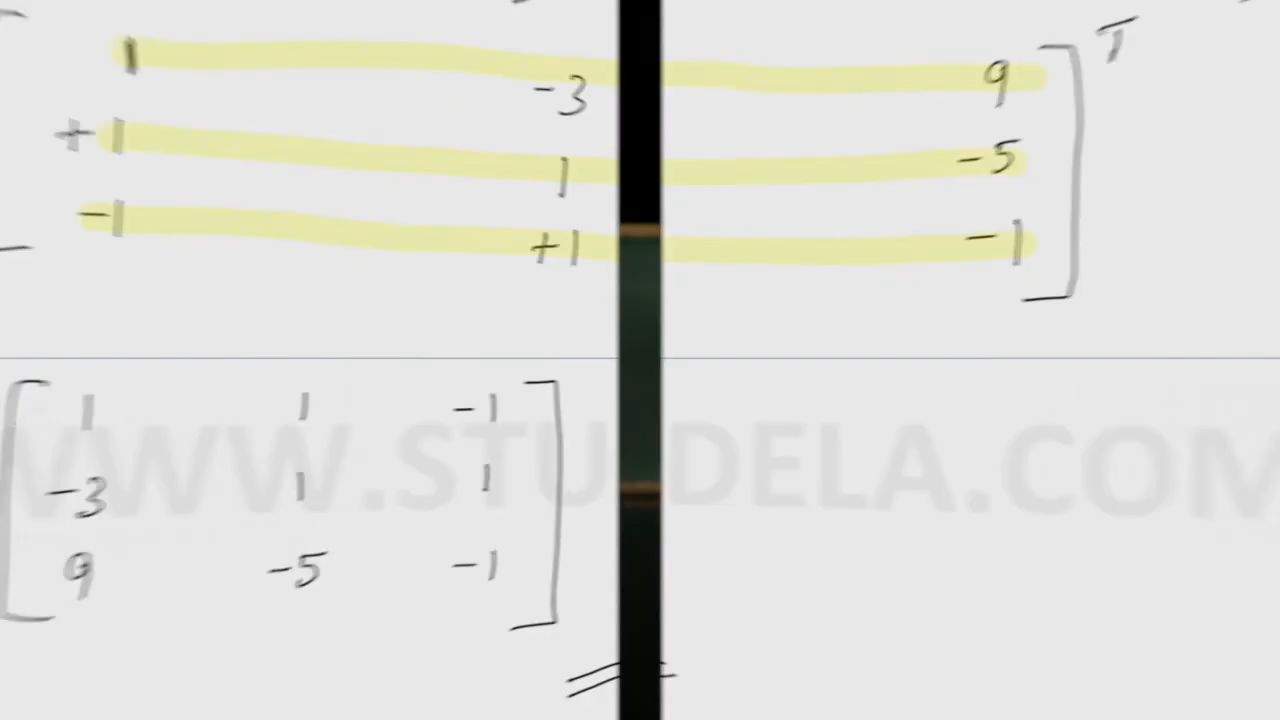 1 -3 9 T
+1 1 -5
-1 +1 -1
1 1 -1
WWW.STUDELA.COM
-3 1 1
9 -5 -1